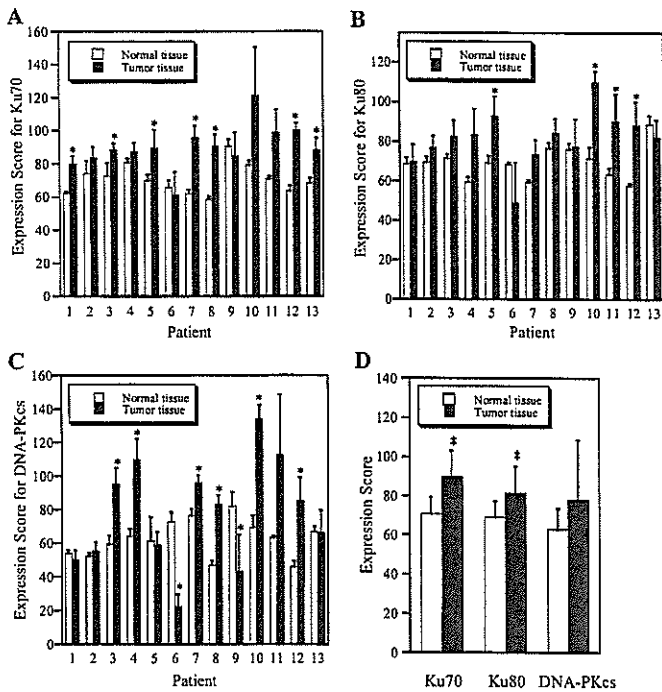 A
Expression Score for Ku70
160
140
120
100
80
60
40
20
0
Normal tissue
Tumor tissue
* * * * * * *
1 2 3 4 5 6 7 8 9 10 11 12 13
Patient
B
Expression Score for Ku80
120
100
80
60
40
20
0
Normal tissue
Tumor tissue
* * * *
1 2 3 4 5 6 7 8 9 10 11 12 13
Patient
C
Expression Score for DNA-PKcs
160
140
120
100
80
60
40
20
0
Normal tissue
Tumor tissue
* * * * * * * *
1 2 3 4 5 6 7 8 9 10 11 12 13
Patient
D
Expression Score
140
120
100
80
60
40
20
0
Normal tissue
Tumor tissue
‡ ‡
Ku70 Ku80 DNA-PKcs